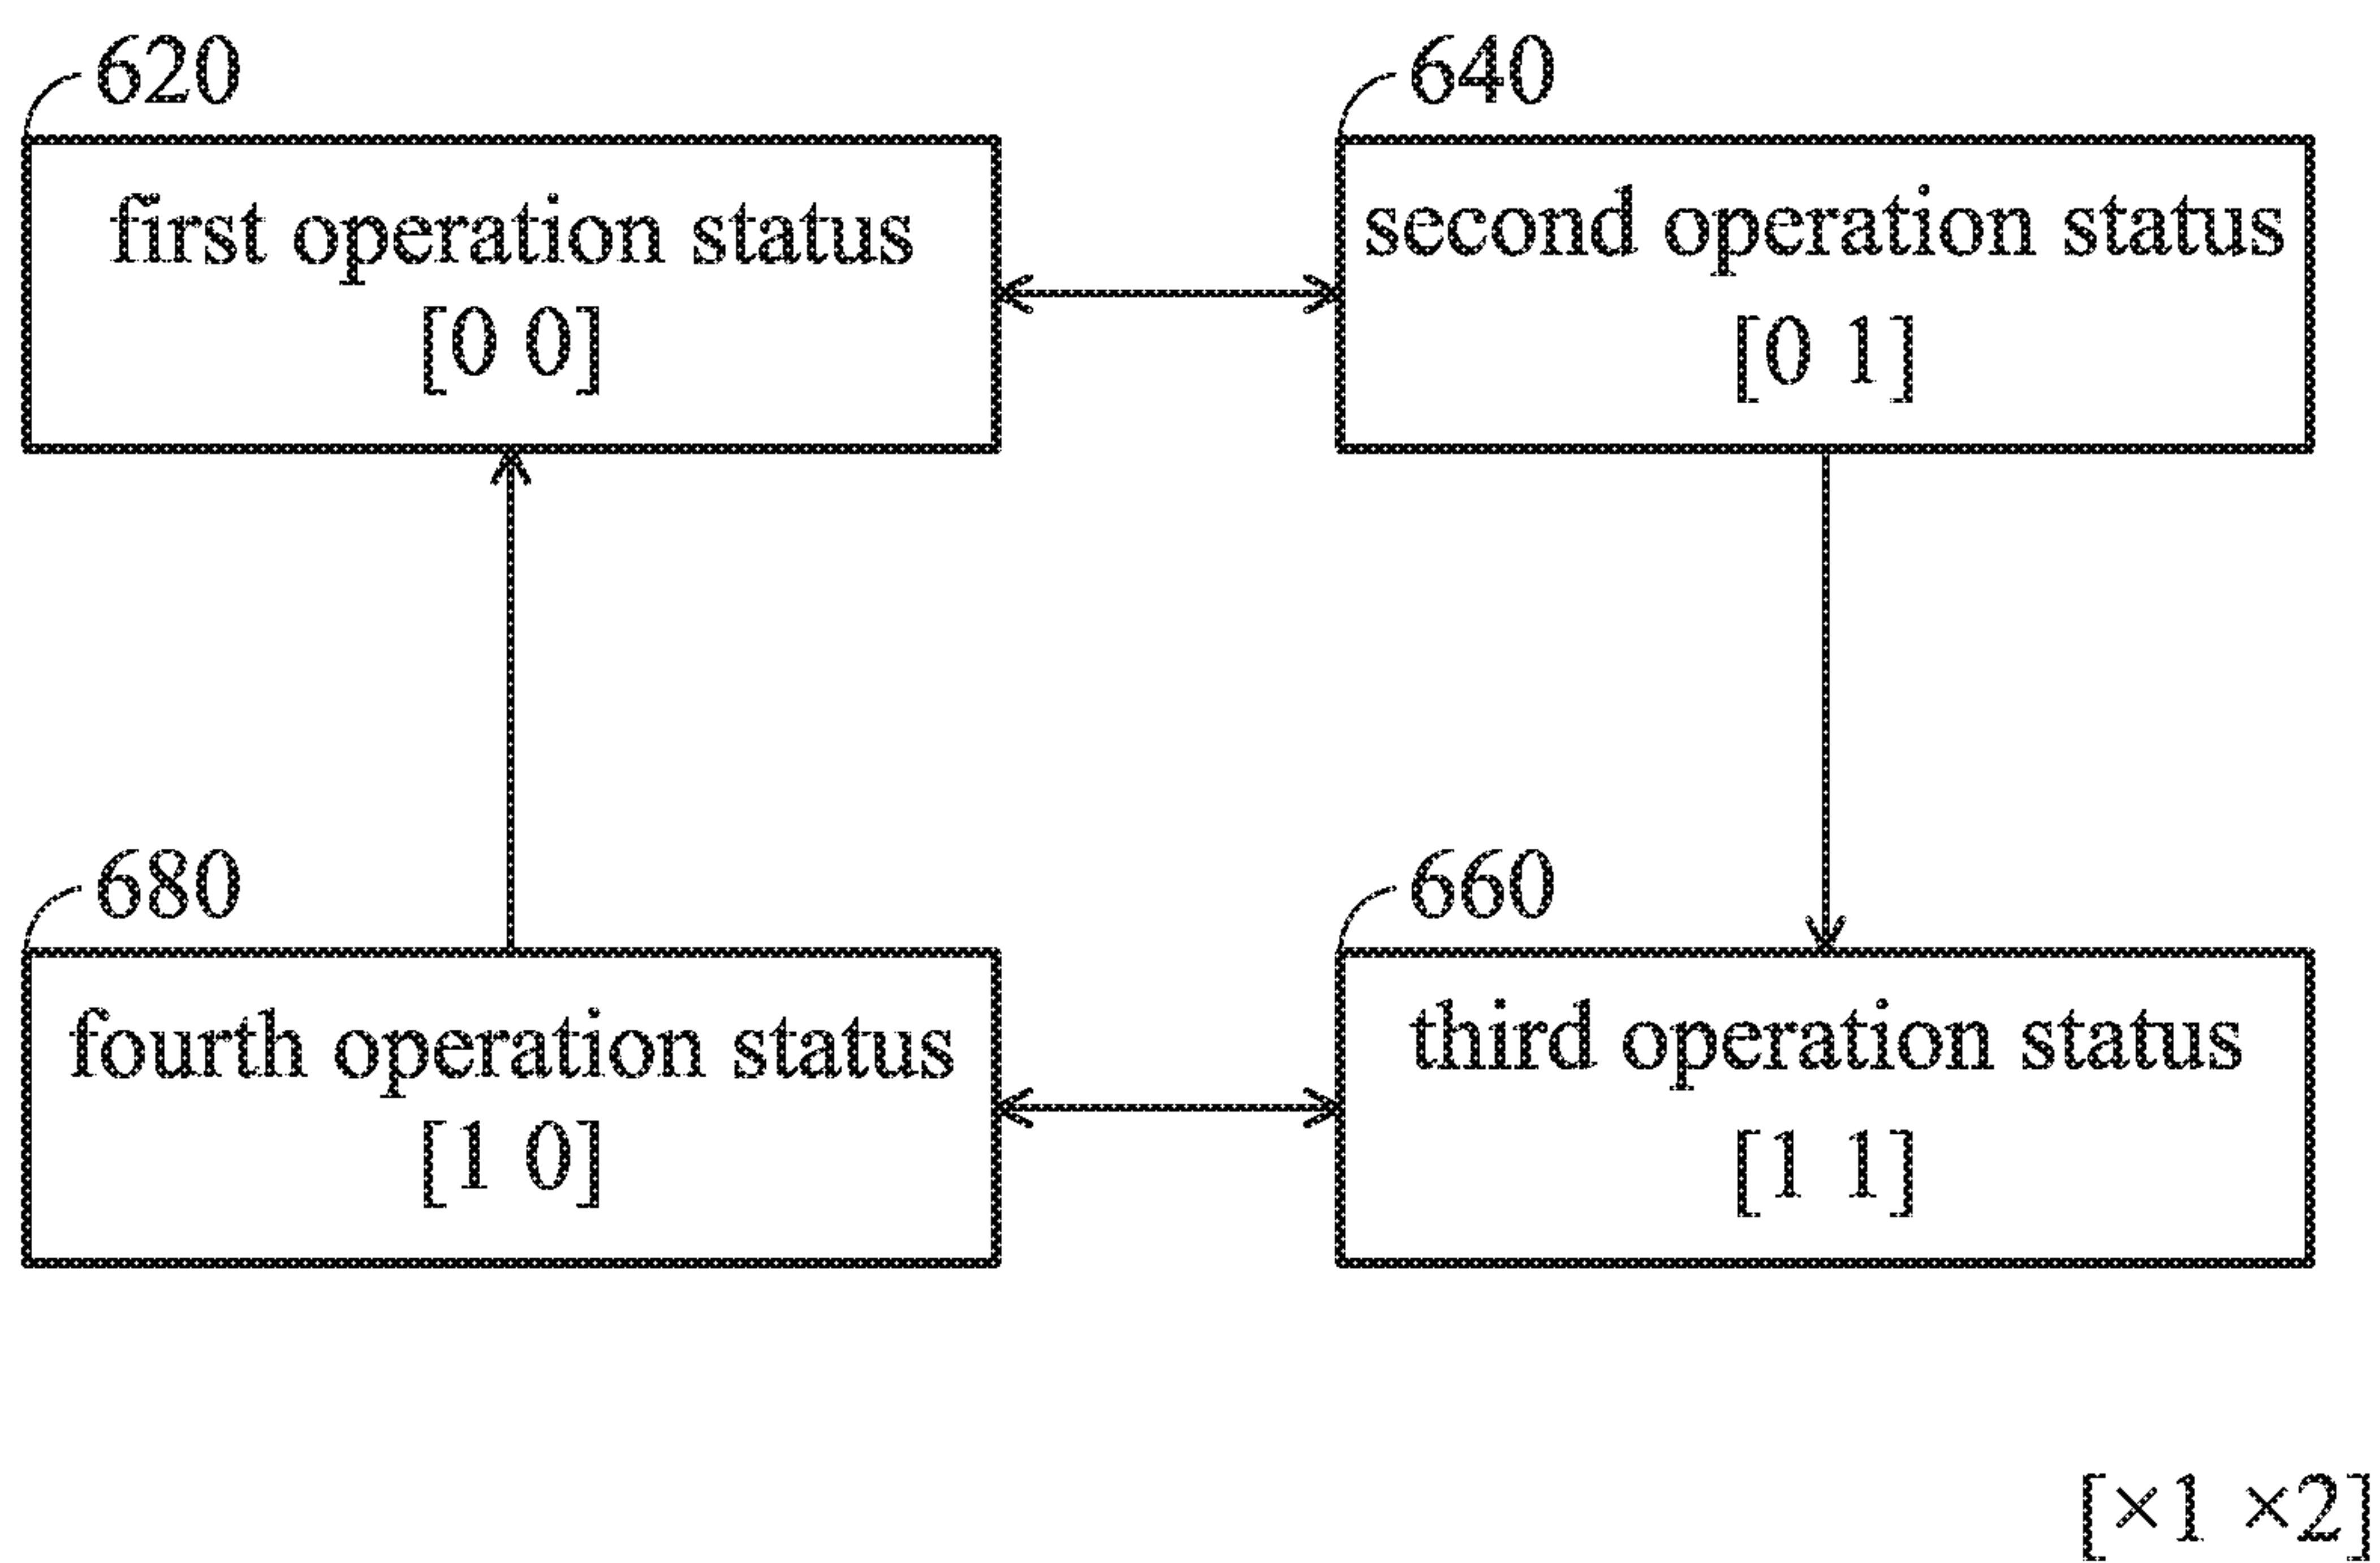 620
first operation status
[0 0]
640
second operation status
[0 1]
680
fourth operation status
[1 0]
660
third operation status
[1 1]
[×1 ×2]